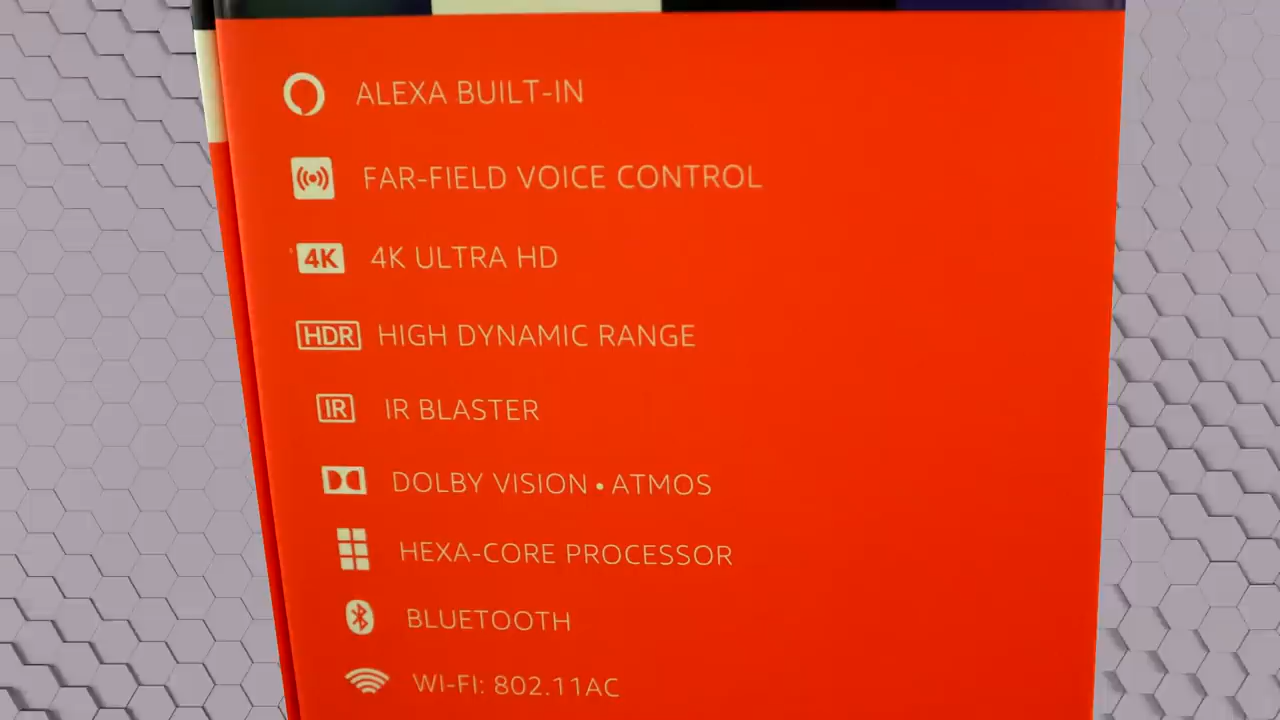 ALEXA BUILT-IN
FAR-FIELD VOICE CONTROL
4K 4K ULTRA HD
HDR HIGH DYNAMIC RANGE
IR IR BLASTER
DOLBY VISION • ATMOS
HEXA-CORE PROCESSOR
BLUETOOTH
WI-FI: 802.11AC